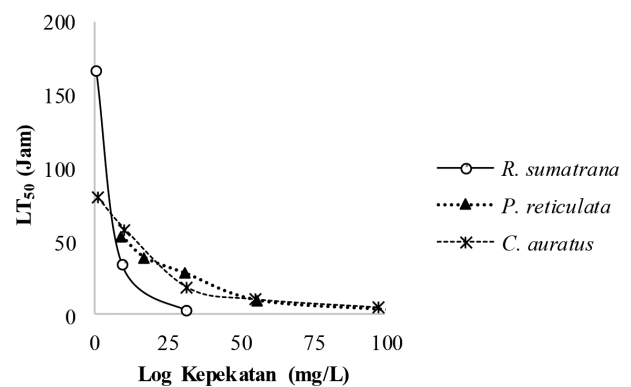 200
150
100
50
0
LT₅₀ (Jam)
0 25 50 75 100
Log Kepekatan (mg/L)
R. sumatrana
P. reticulata
C. auratus